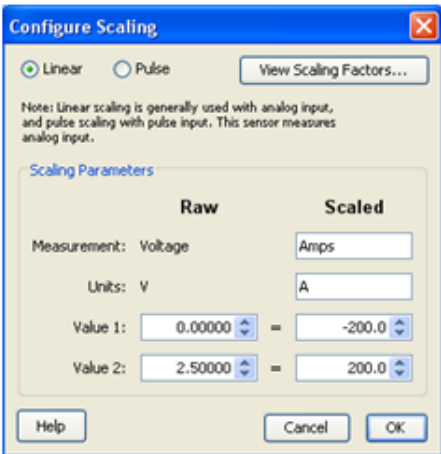 Configure Scaling
Linear Pulse View Scaling Factors...
Note: Linear scaling is generally used with analog input,
and pulse scaling with pulse input. This sensor measures
analog input.
Scaling Parameters
Raw Scaled
Measurement: Voltage Amps
Units: V A
Value 1: 0.00000 = -200.0
Value 2: 2.50000 = 200.0
Help Cancel OK